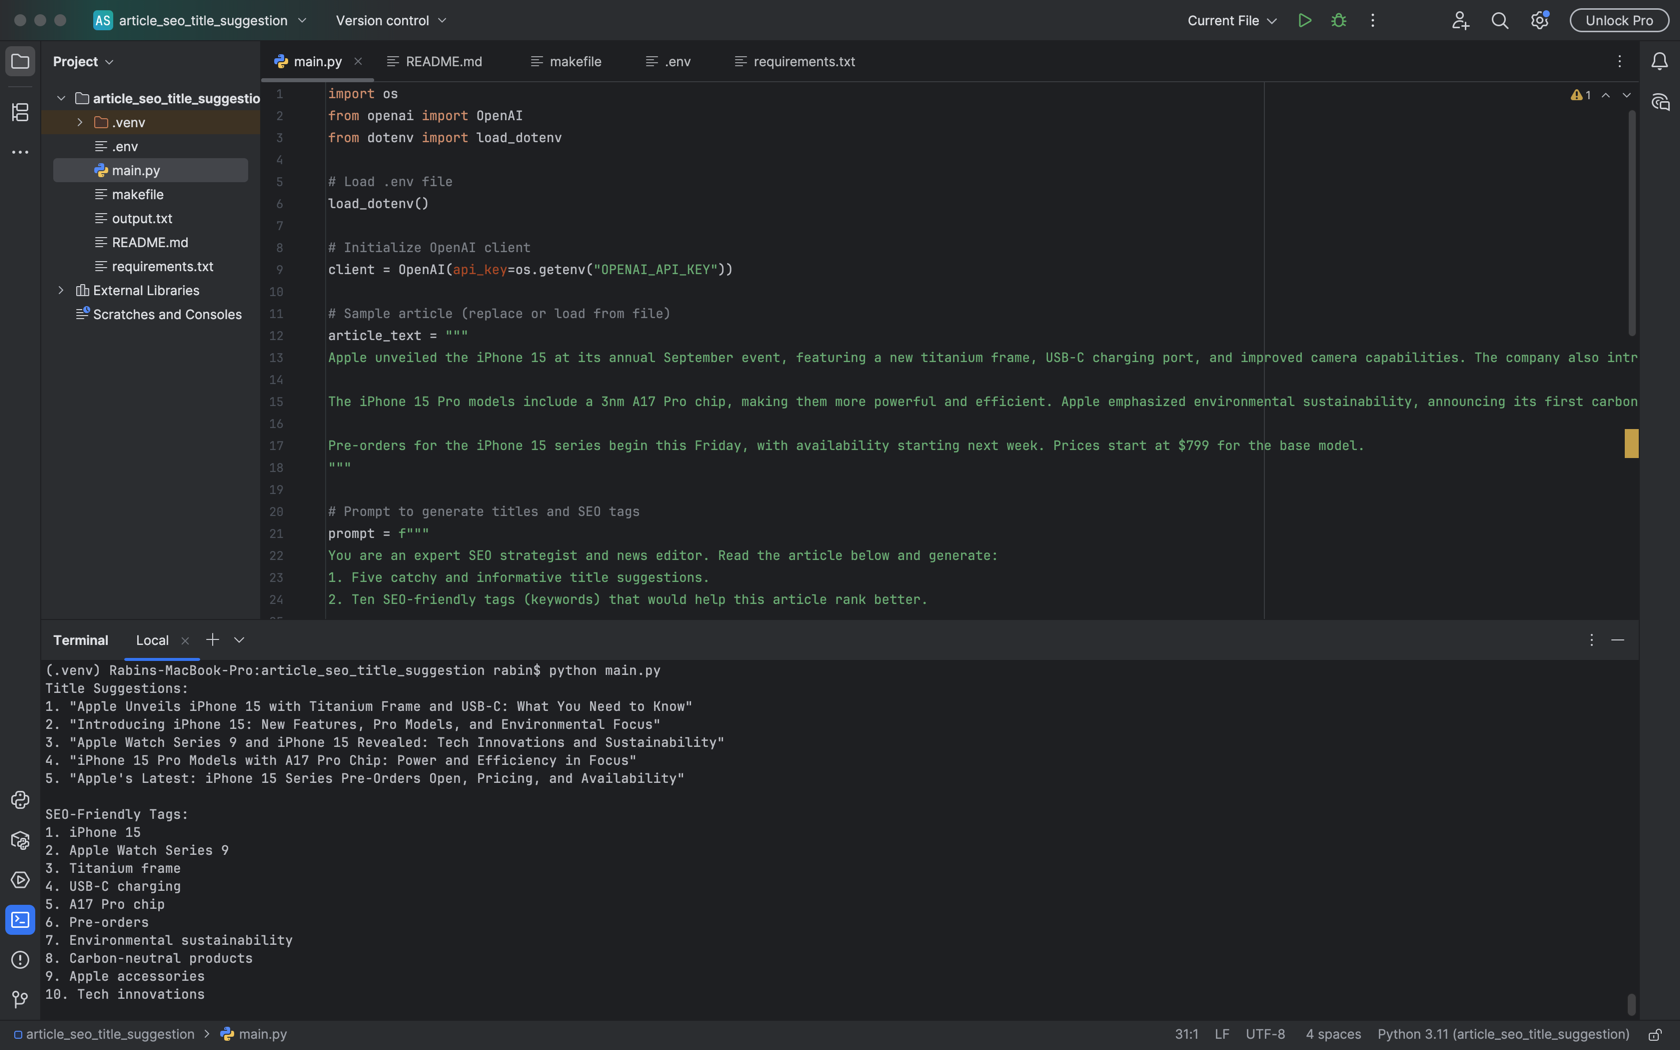 AS article_seo_title_suggestion Version control Current File Unlock Pro
Project
main.py README.md makefile .env requirements.txt
article_seo_title_suggestio
.venv
.env
main.py
makefile
output.txt
README.md
requirements.txt
External Libraries
Scratches and Consoles
1
1 import os
2 from openai import OpenAI
3 from dotenv import load_dotenv
4
5 # Load .env file
6 load_dotenv()
7
8 # Initialize OpenAI client
9 client = OpenAI(api_key=os.getenv("OPENAI_API_KEY"))
10
11 # Sample article (replace or load from file)
12 article_text = """
13 Apple unveiled the iPhone 15 at its annual September event, featuring a new titanium frame, USB-C charging port, and improved camera capabilities. The company also intr
14
15 The iPhone 15 Pro models include a 3nm A17 Pro chip, making them more powerful and efficient. Apple emphasized environmental sustainability, announcing its first carbon
16
17 Pre-orders for the iPhone 15 series begin this Friday, with availability starting next week. Prices start at $799 for the base model.
18 """
19
20 # Prompt to generate titles and SEO tags
21 prompt = f"""
22 You are an expert SEO strategist and news editor. Read the article below and generate:
23 1. Five catchy and informative title suggestions.
24 2. Ten SEO-friendly tags (keywords) that would help this article rank better.
Terminal Local
(.venv) Rabins-MacBook-Pro:article_seo_title_suggestion rabin$ python main.py
Title Suggestions:
1. "Apple Unveils iPhone 15 with Titanium Frame and USB-C: What You Need to Know"
2. "Introducing iPhone 15: New Features, Pro Models, and Environmental Focus"
3. "Apple Watch Series 9 and iPhone 15 Revealed: Tech Innovations and Sustainability"
4. "iPhone 15 Pro Models with A17 Pro Chip: Power and Efficiency in Focus"
5. "Apple's Latest: iPhone 15 Series Pre-Orders Open, Pricing, and Availability"
SEO-Friendly Tags:
1. iPhone 15
2. Apple Watch Series 9
3. Titanium frame
4. USB-C charging
5. A17 Pro chip
6. Pre-orders
7. Environmental sustainability
8. Carbon-neutral products
9. Apple accessories
10. Tech innovations
article_seo_title_suggestion > main.py 31:1 LF UTF-8 4 spaces Python 3.11 (article_seo_title_suggestion)